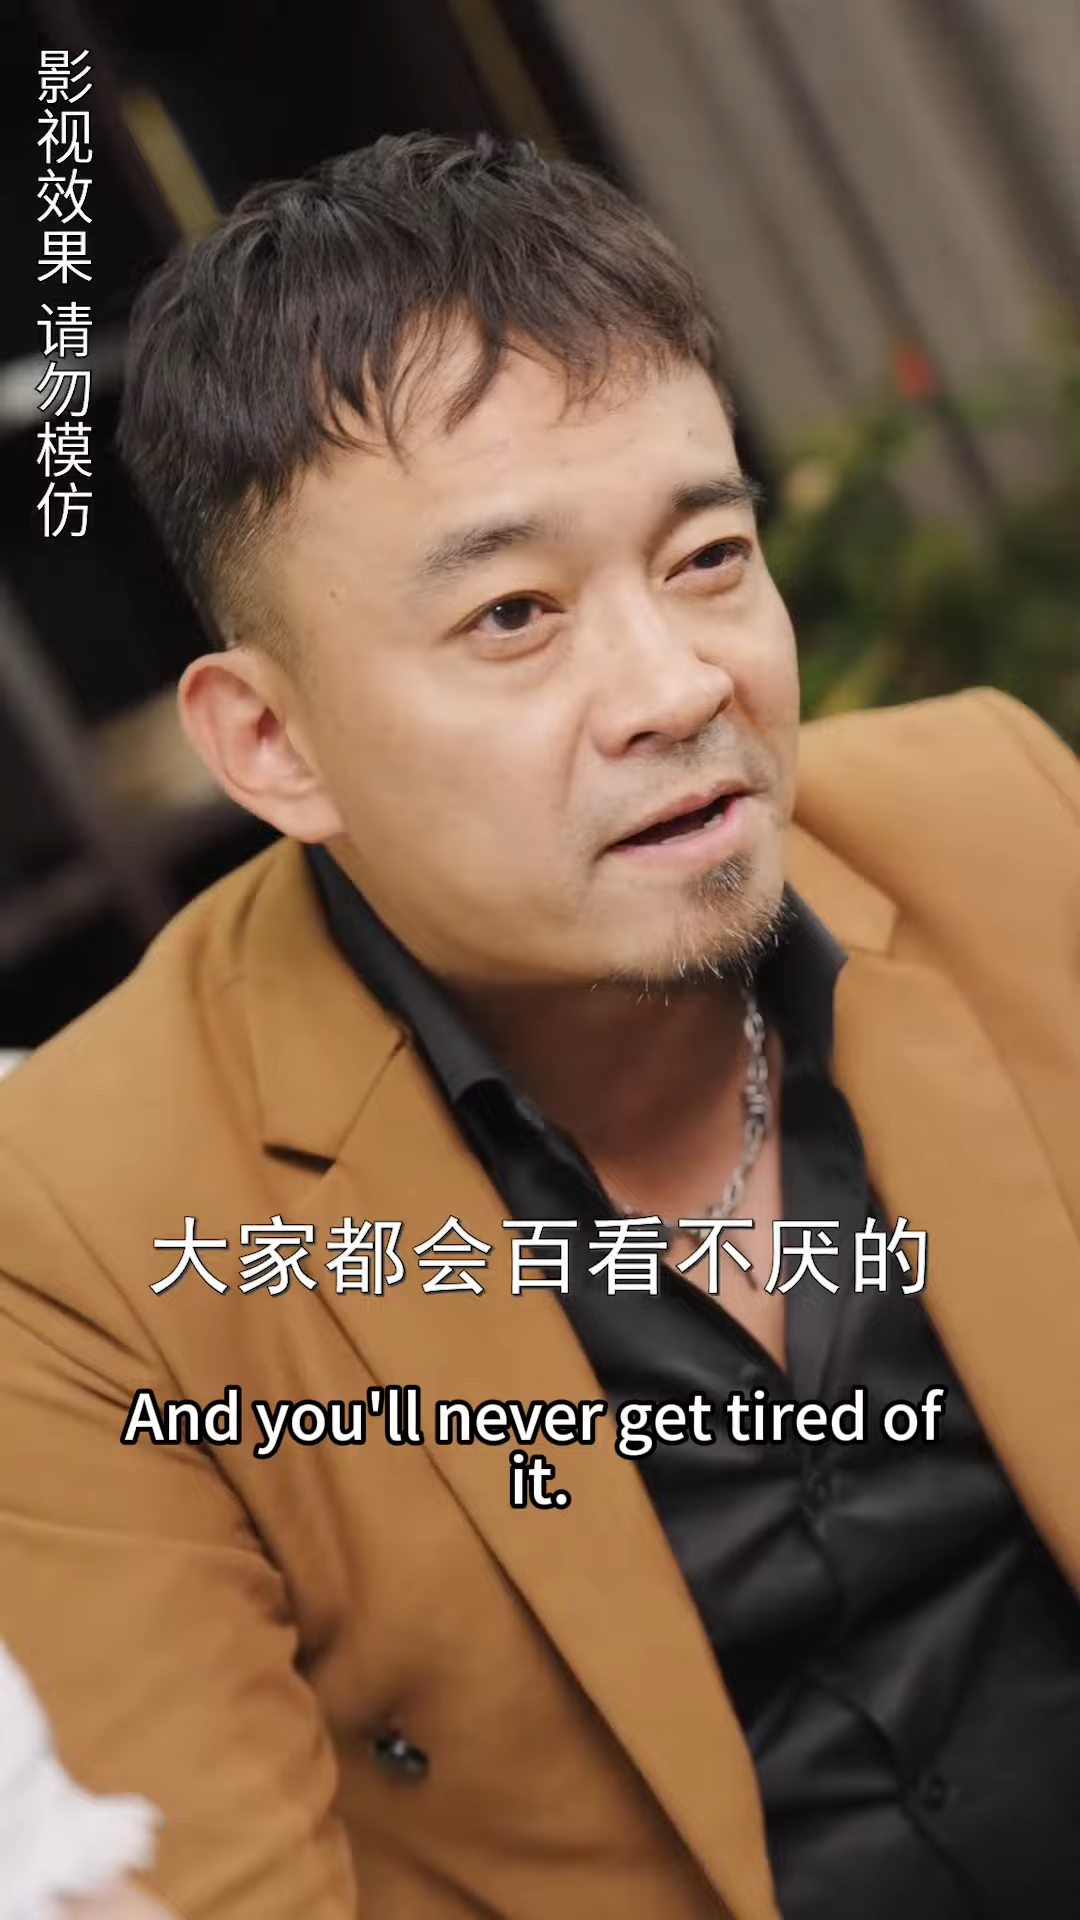 影视效果 请勿模仿
大家都会百看不厌的
And you'll never get tired of
it.